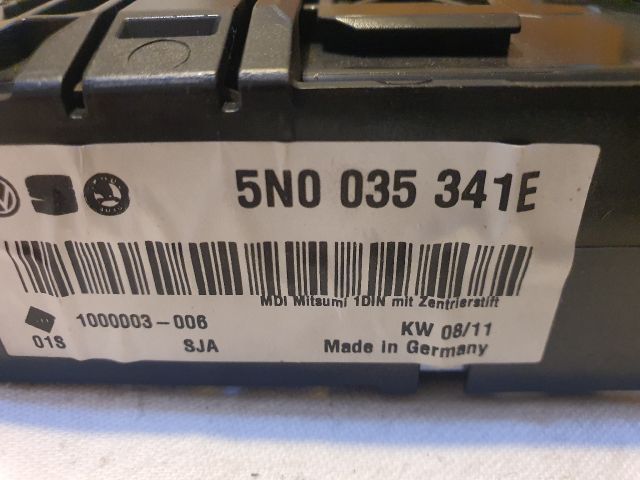 5N0 035 341E
MDI Mitsumi 1DIN mit Zentrierstift
1000003-006
KW 08/11
01S SJA Made in Germany